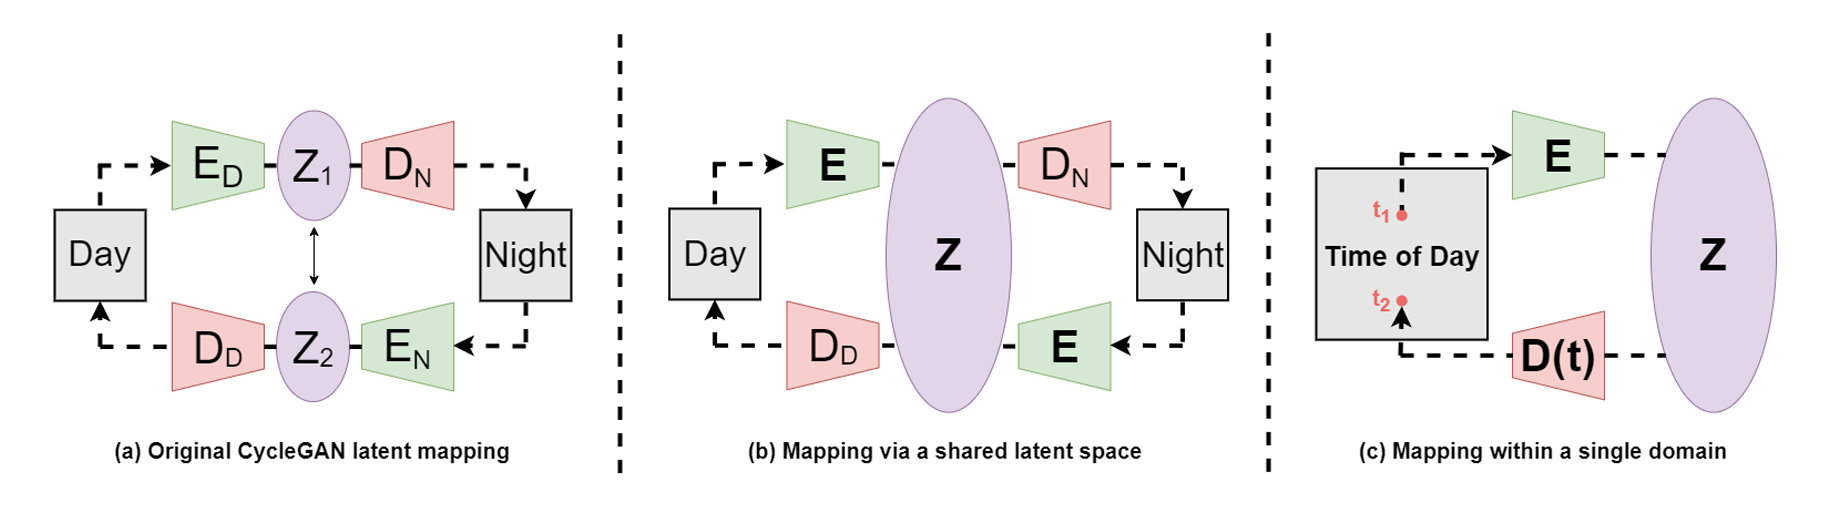 E_D Z_1 D_N
Day Night
D_D Z_2 E_N
(a) Original CycleGAN latent mapping
E D_N
Day Z Night
D_D E
(b) Mapping via a shared latent space
E
t_1
Time of Day Z
t_2
D(t)
(c) Mapping within a single domain